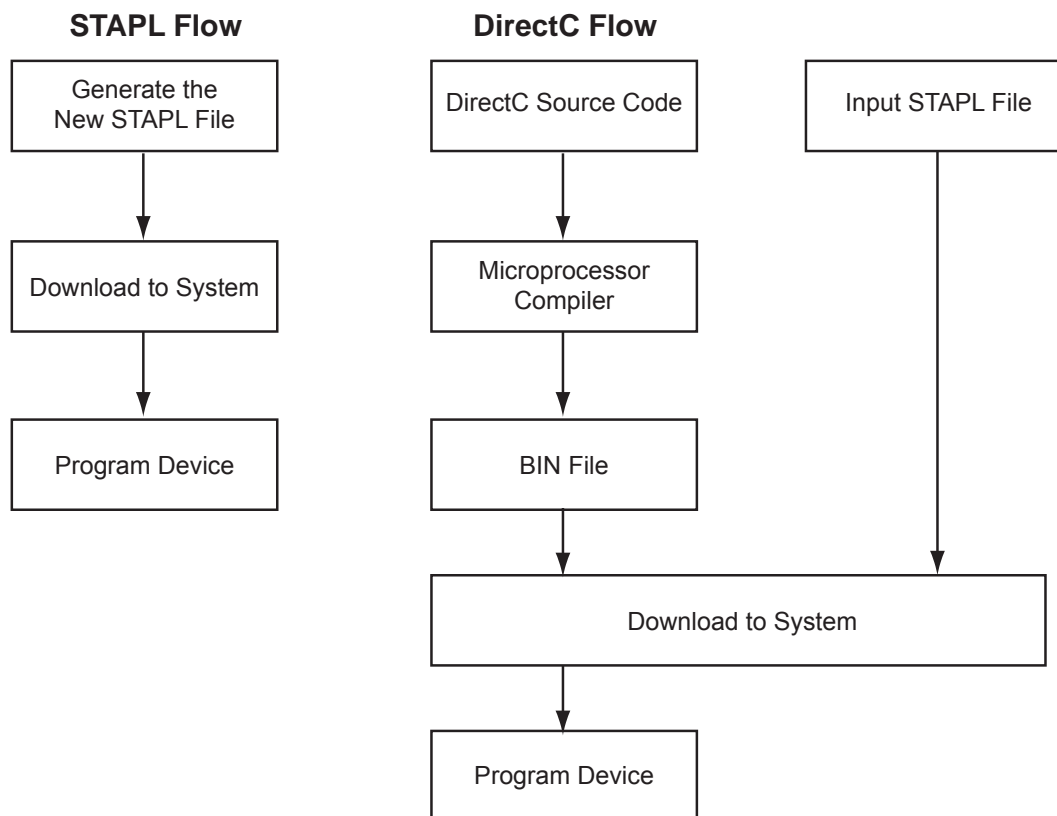 STAPL Flow
Generate the
New STAPL File
Download to System
Program Device
DirectC Flow
DirectC Source Code
Input STAPL File
Microprocessor
Compiler
BIN File
Download to System
Program Device